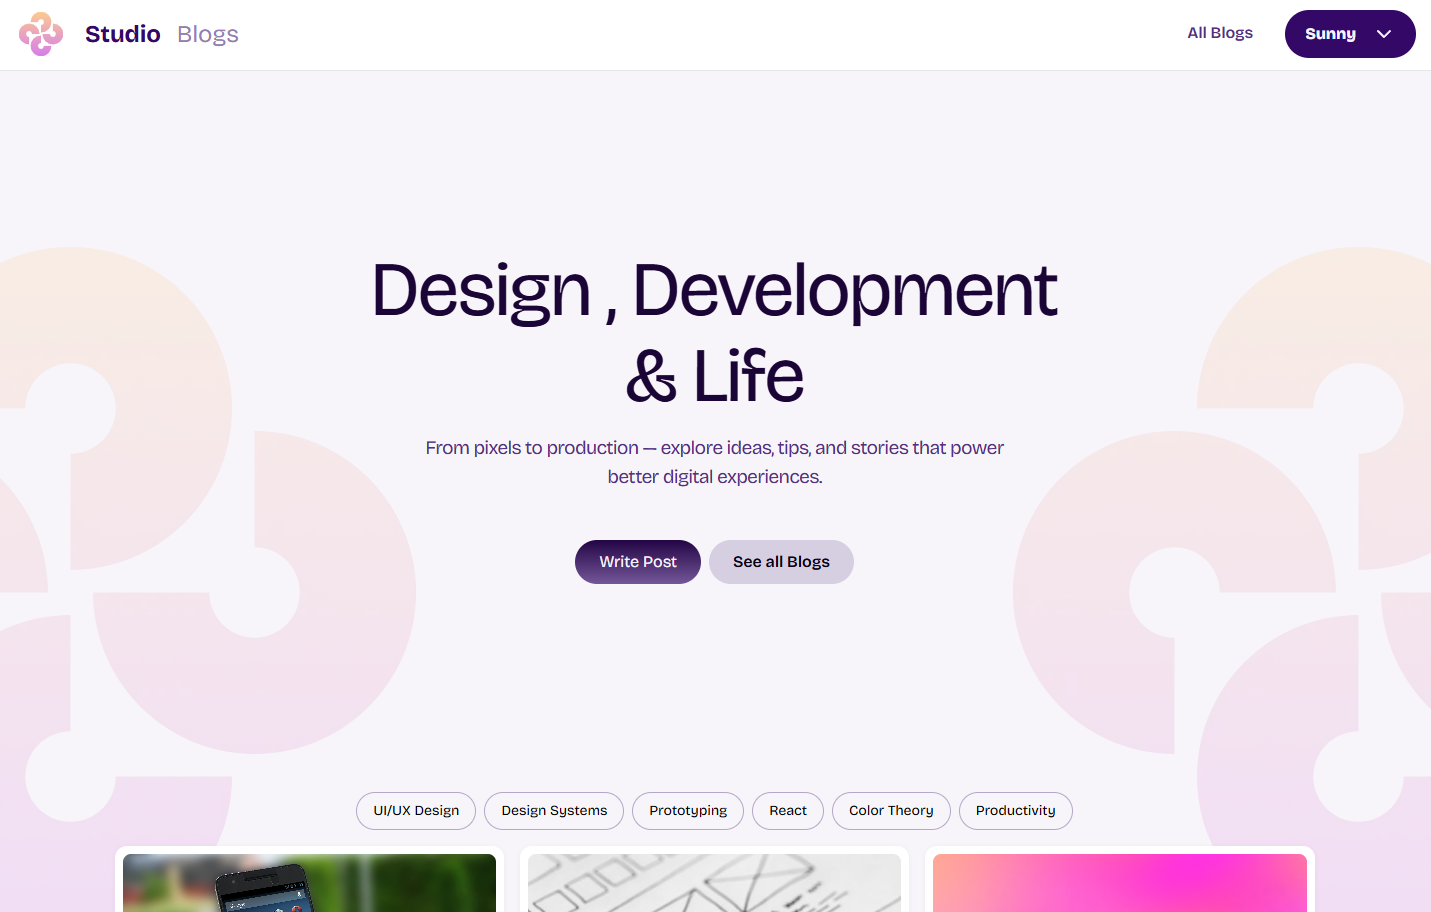 Studio Blogs
All Blogs
Sunny
Design , Development
& Life
From pixels to production — explore ideas, tips, and stories that power
better digital experiences.
Write Post
See all Blogs
UI/UX Design
Design Systems
Prototyping
React
Color Theory
Productivity